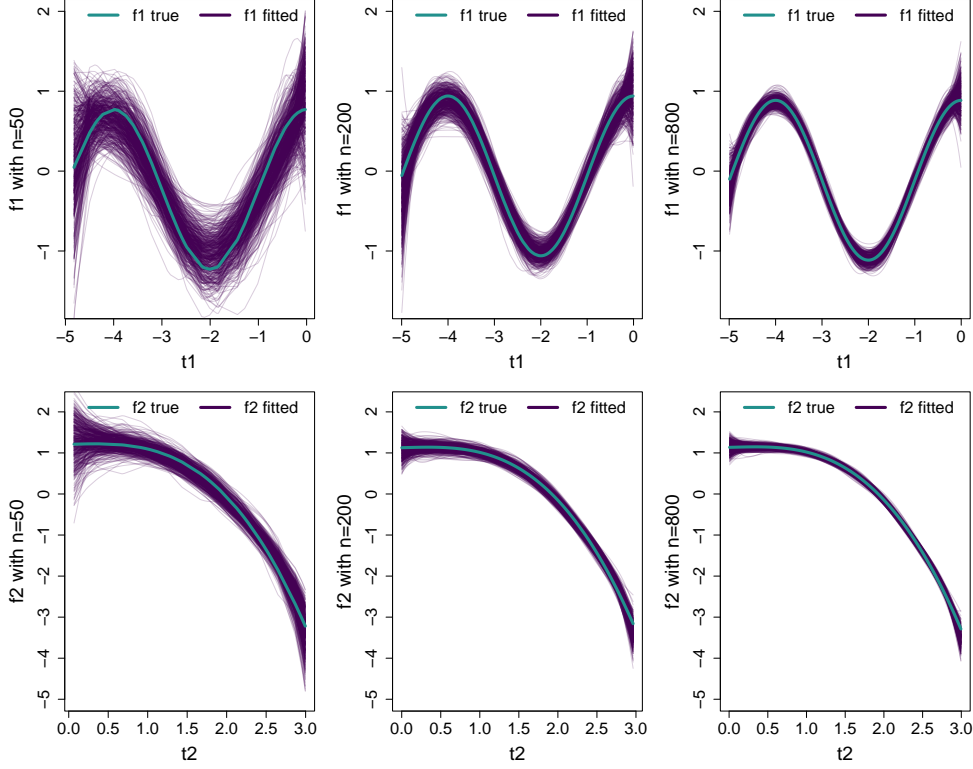 f1 true f1 fitted
f1 with n=50
2
1
0
−1
−5 −4 −3 −2 −1 0
t1
f1 true f1 fitted
f1 with n=200
2
1
0
−1
−5 −4 −3 −2 −1 0
t1
f1 true f1 fitted
f1 with n=800
2
1
0
−1
−5 −4 −3 −2 −1 0
t1
f2 true f2 fitted
f2 with n=50
2
1
0
−1
−2
−3
−4
−5
0.0 0.5 1.0 1.5 2.0 2.5 3.0
t2
f2 true f2 fitted
f2 with n=200
2
1
0
−1
−2
−3
−4
−5
0.0 0.5 1.0 1.5 2.0 2.5 3.0
t2
f2 true f2 fitted
f2 with n=800
2
1
0
−1
−2
−3
−4
−5
0.0 0.5 1.0 1.5 2.0 2.5 3.0
t2